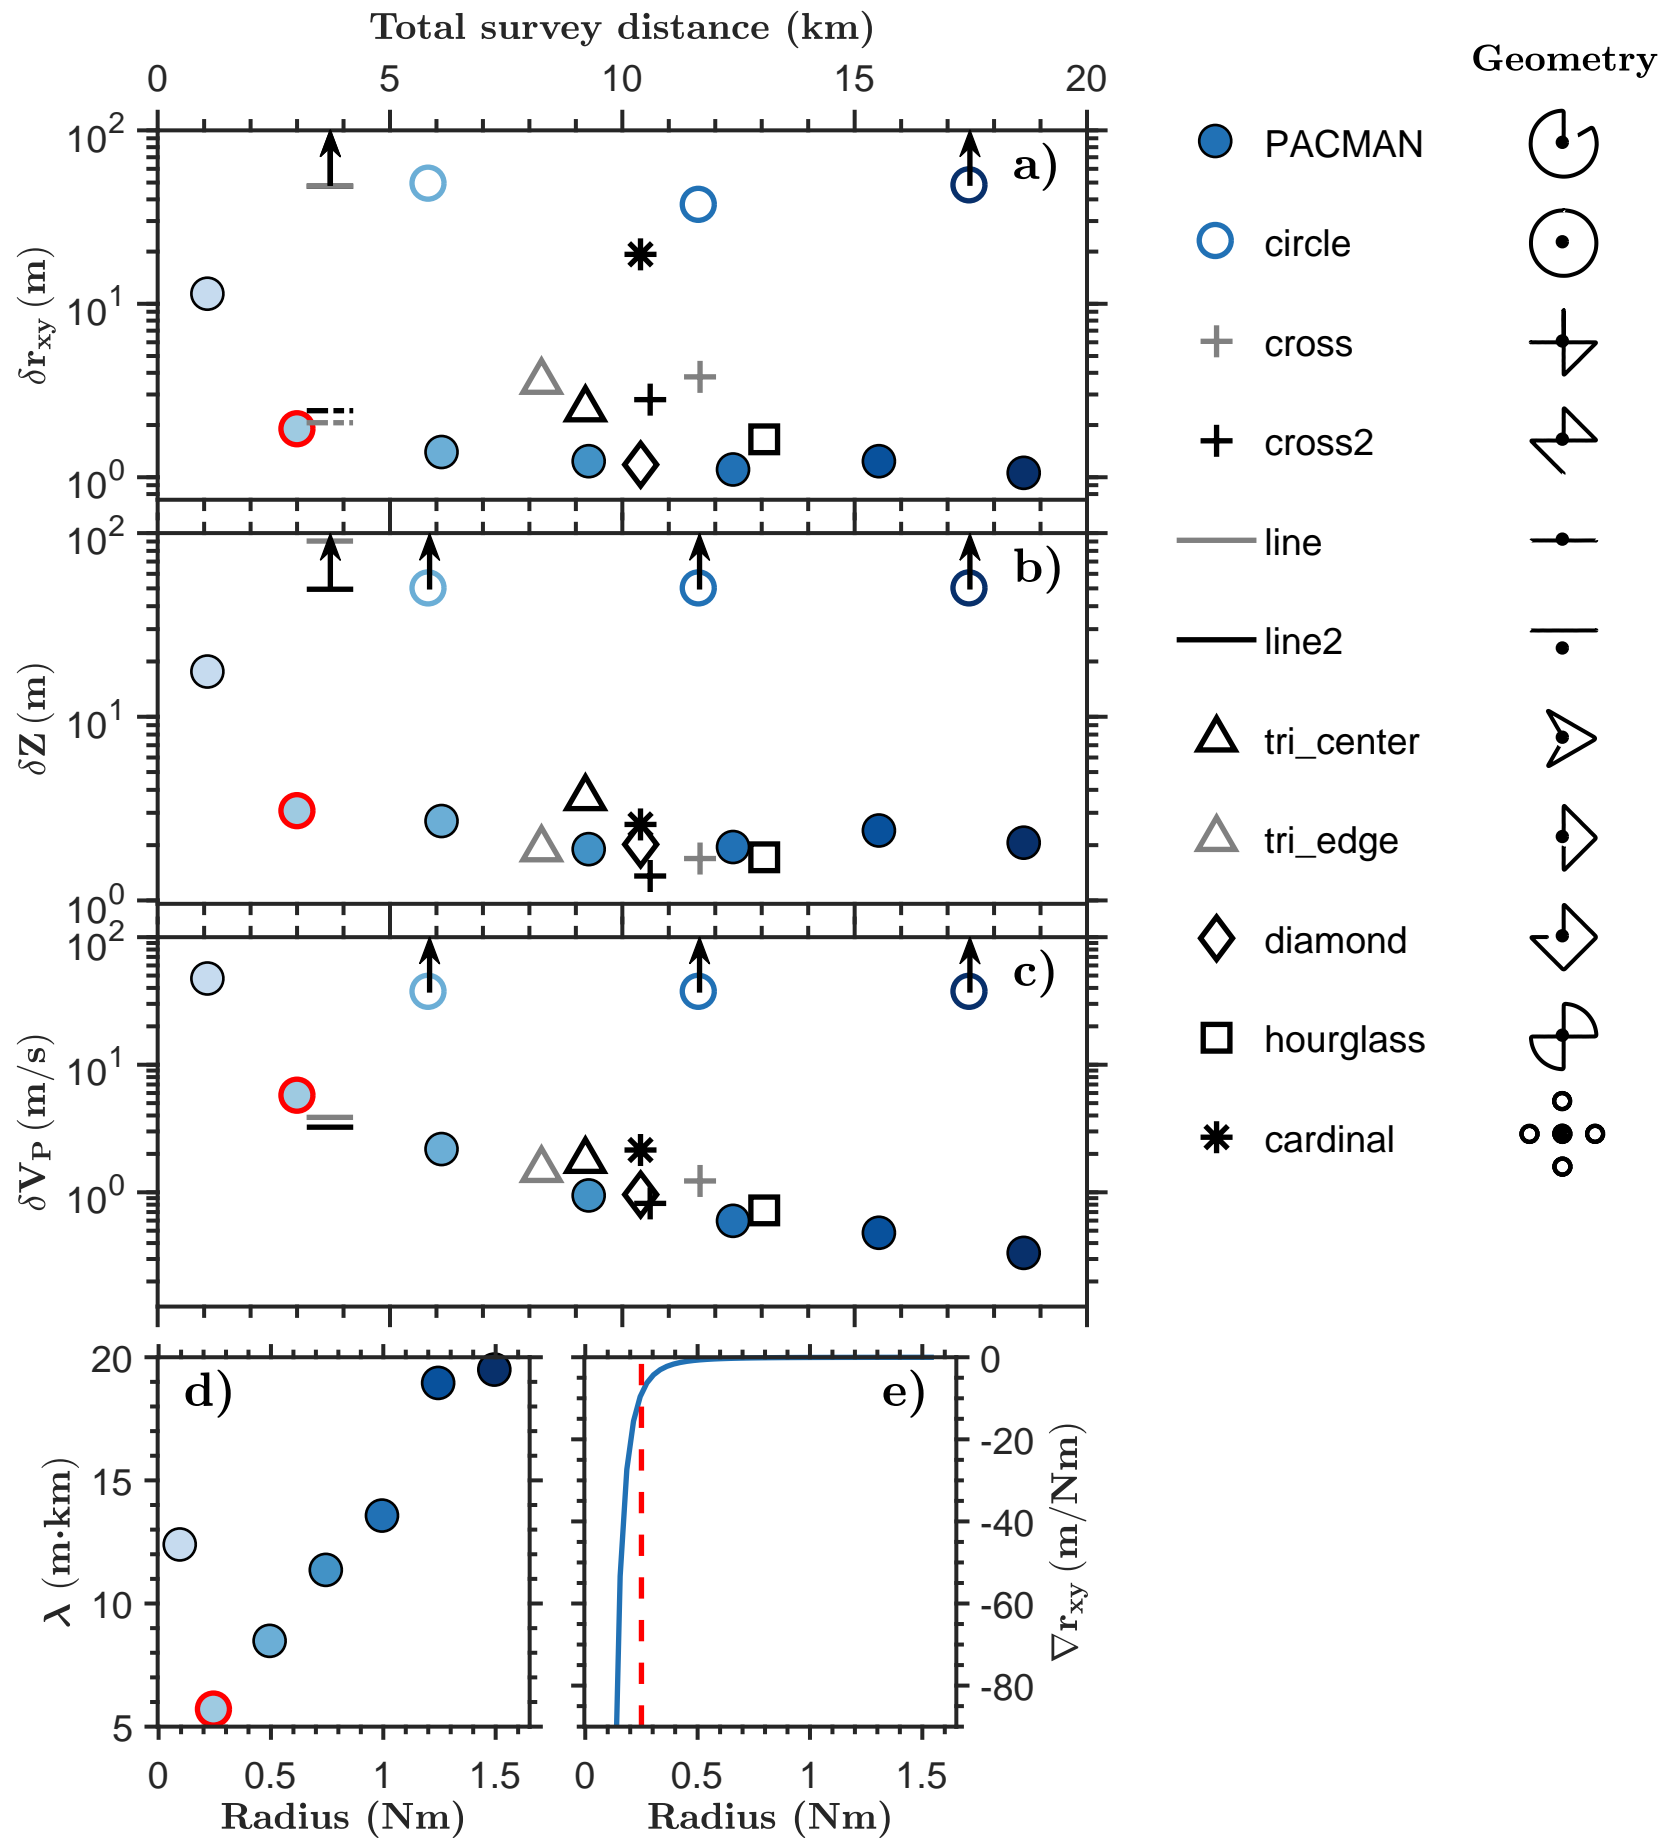 Total survey distance (km)
0 5 10 15 20
10² 10¹ 10⁰
δr_xy (m)
a)
10² 10¹ 10⁰
δZ (m)
b)
10² 10¹ 10⁰
δV_P (m/s)
c)
Geometry
PACMAN
circle
cross
cross2
line
line2
tri_center
tri_edge
diamond
hourglass
cardinal
20 15 10 5
λ (m·km)
d)
0 0.5 1 1.5
Radius (Nm)
e)
0 -20 -40 -60 -80
∇r_xy (m/Nm)
0 0.5 1 1.5
Radius (Nm)